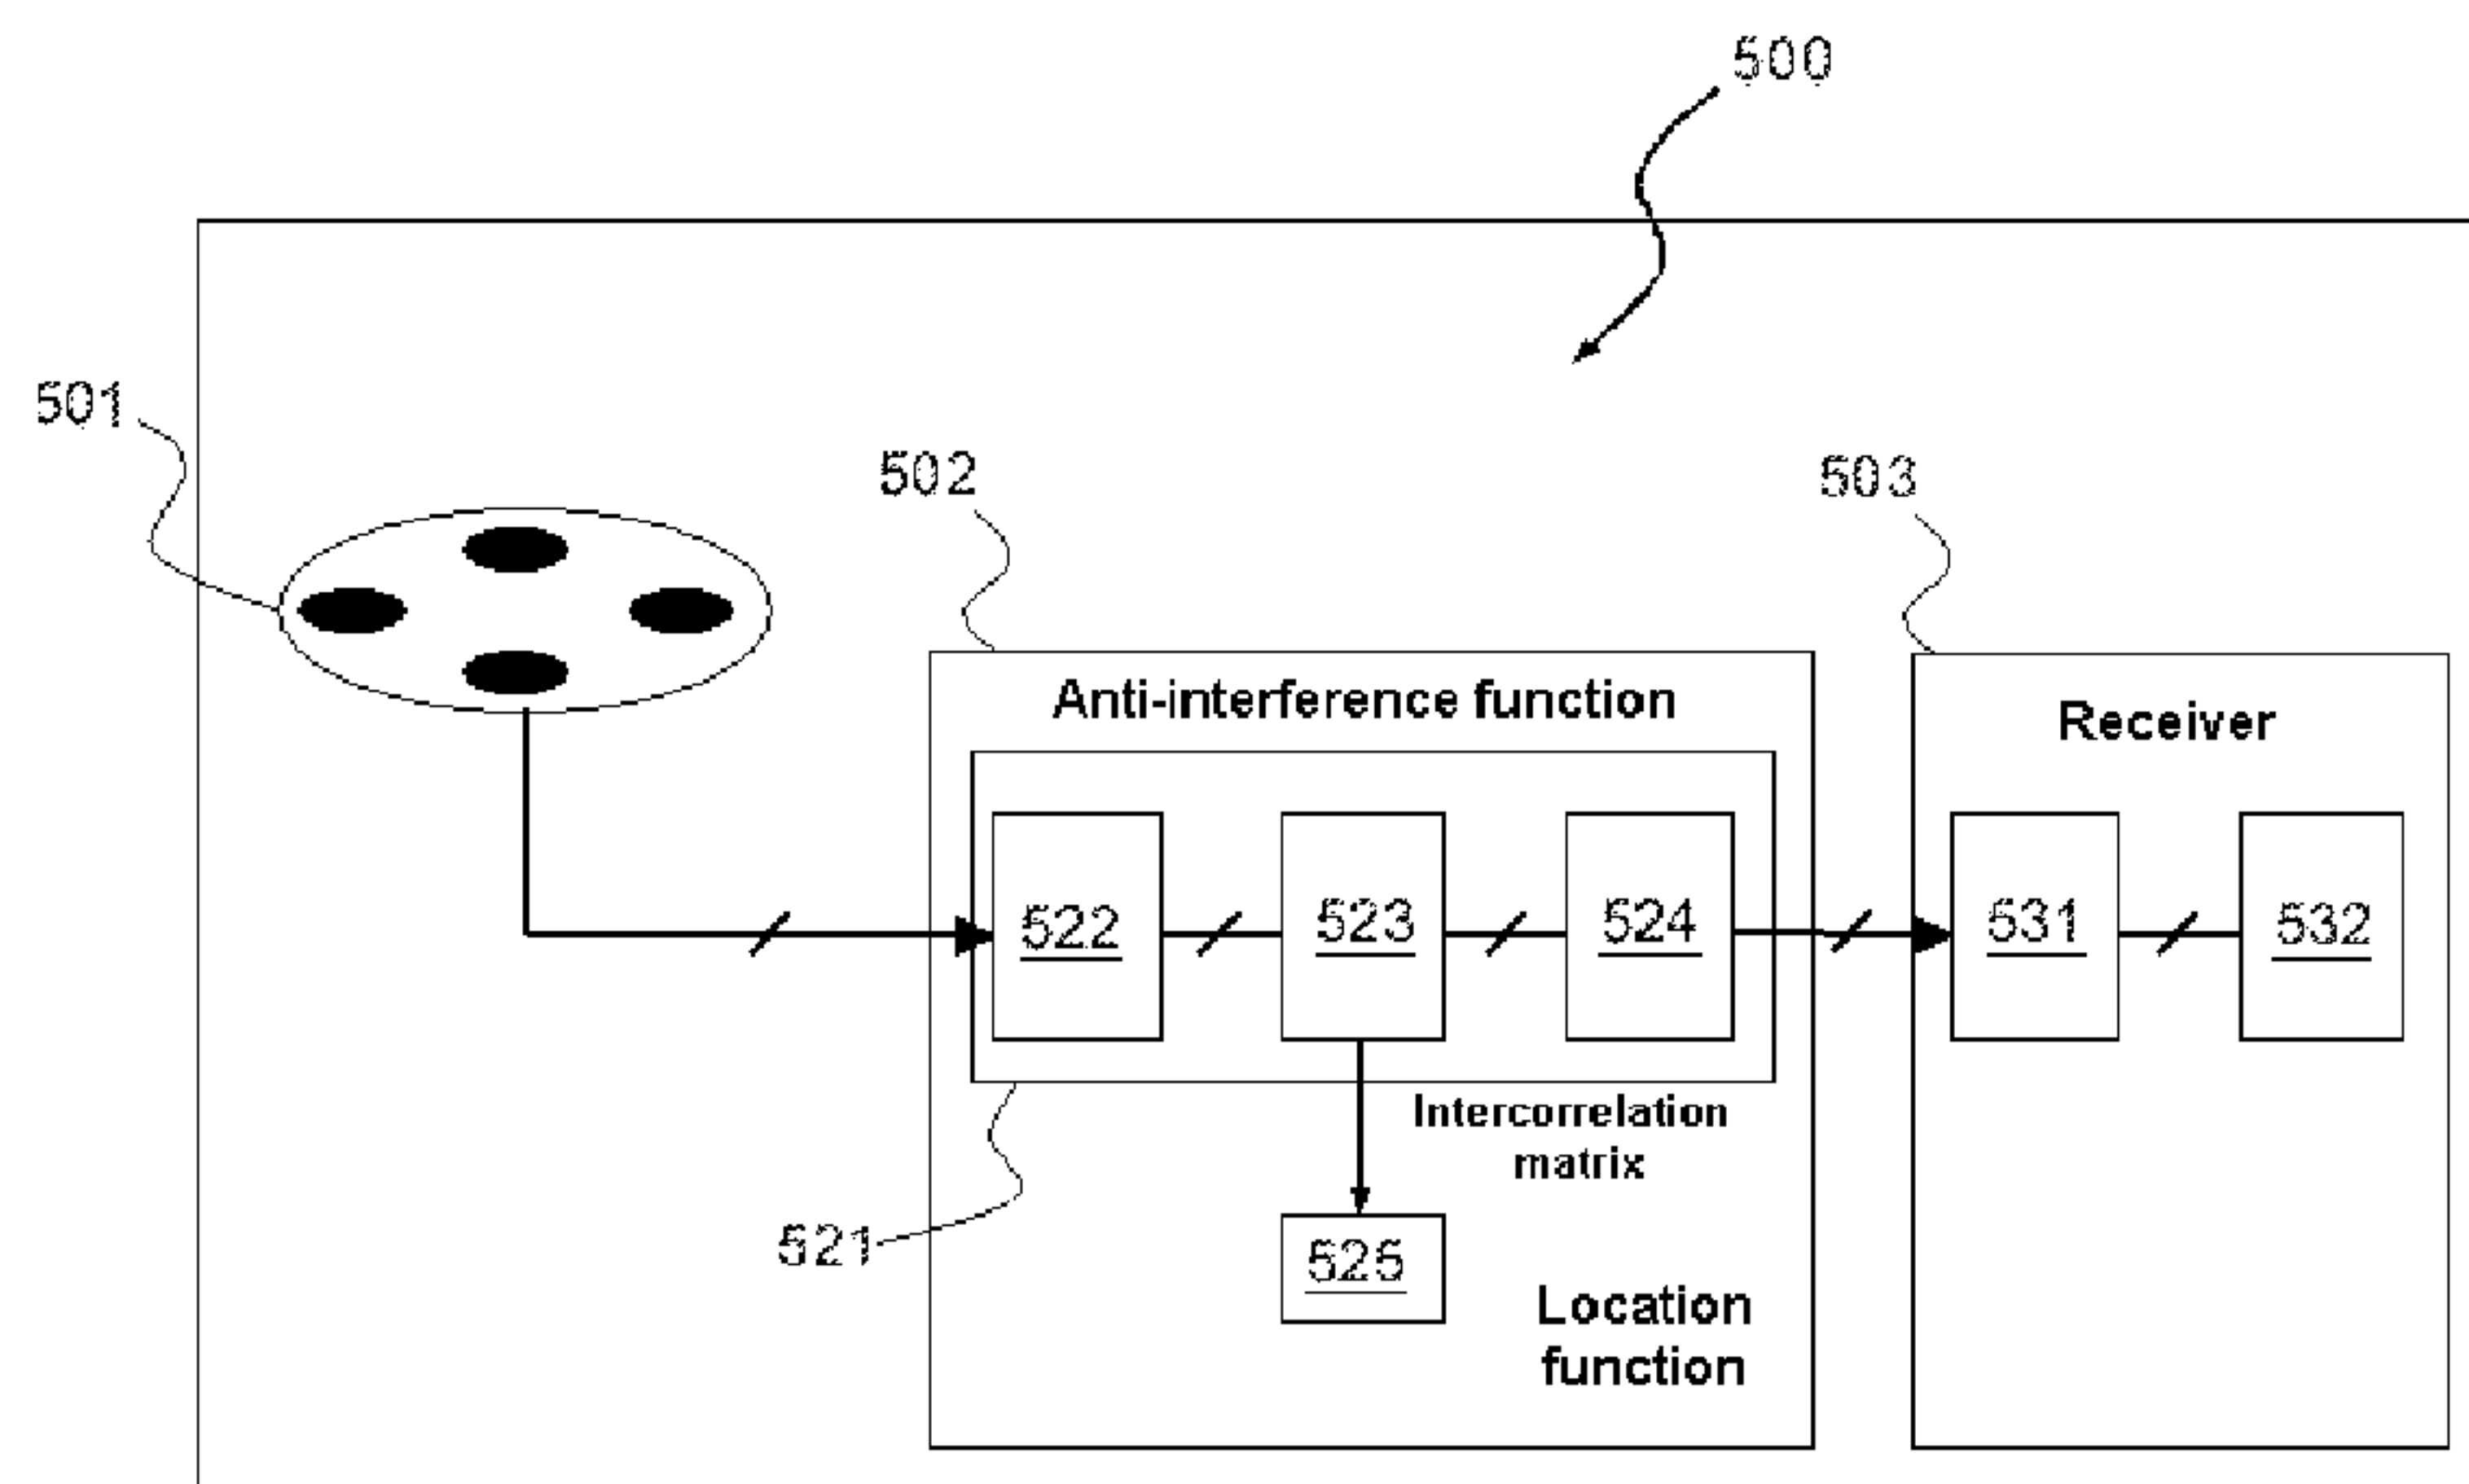 500
501
502
503
Anti-interference function
Receiver
522
523
524
531
532
Intercorrelation
matrix
521
525
Location
function